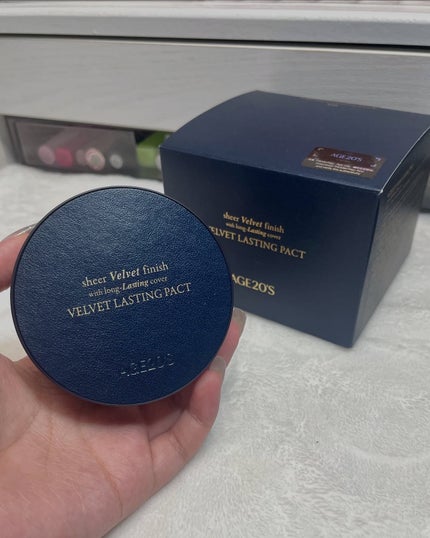 sheer Velvet finish
with long-Lasting cover
VELVET LASTING PACT
AGE20'S
AGE20'S
sheer Velvet finish
with long-Lasting cover
VELVET LASTING PACT
AGE20'S